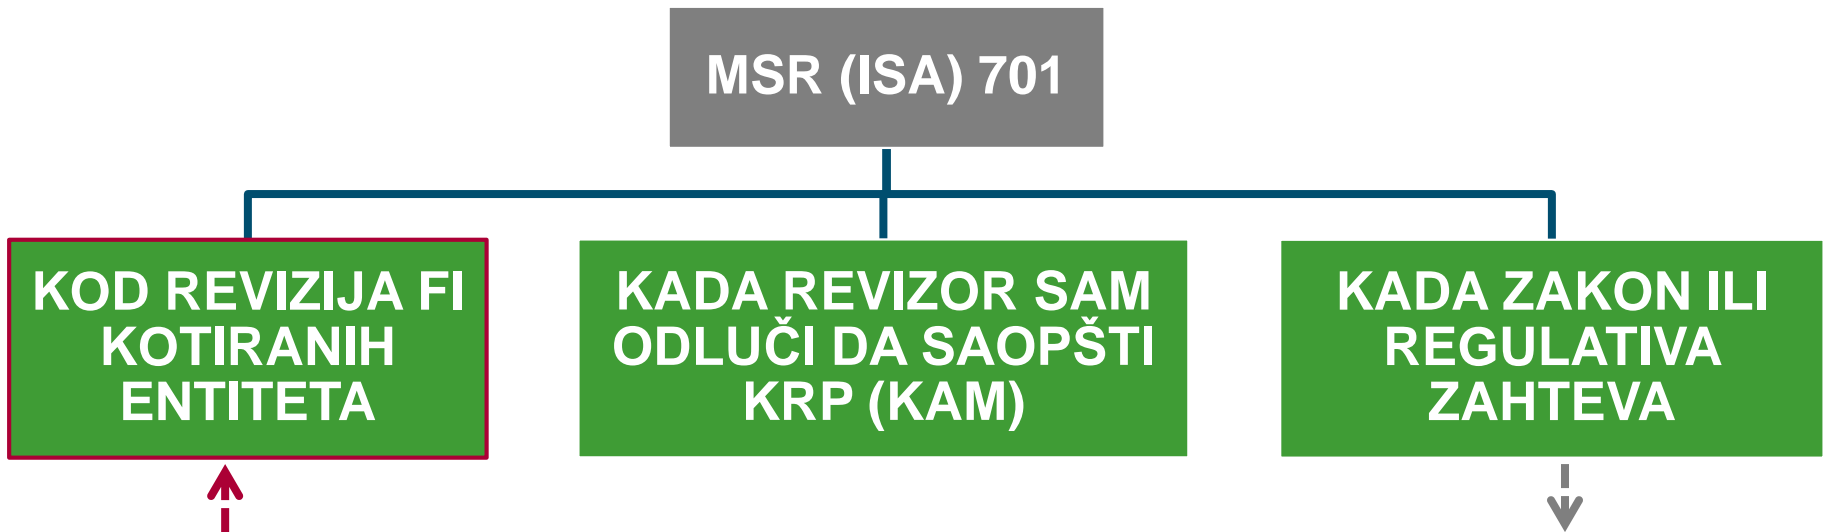 MSR (ISA) 701
KOD REVIZIJA FI
KOTIRANIH
ENTITETA
KADA REVIZOR SAM
ODLUČI DA SAOPŠTI
KRP (KAM)
KADA ZAKON ILI
REGULATIVA
ZAHTEVA